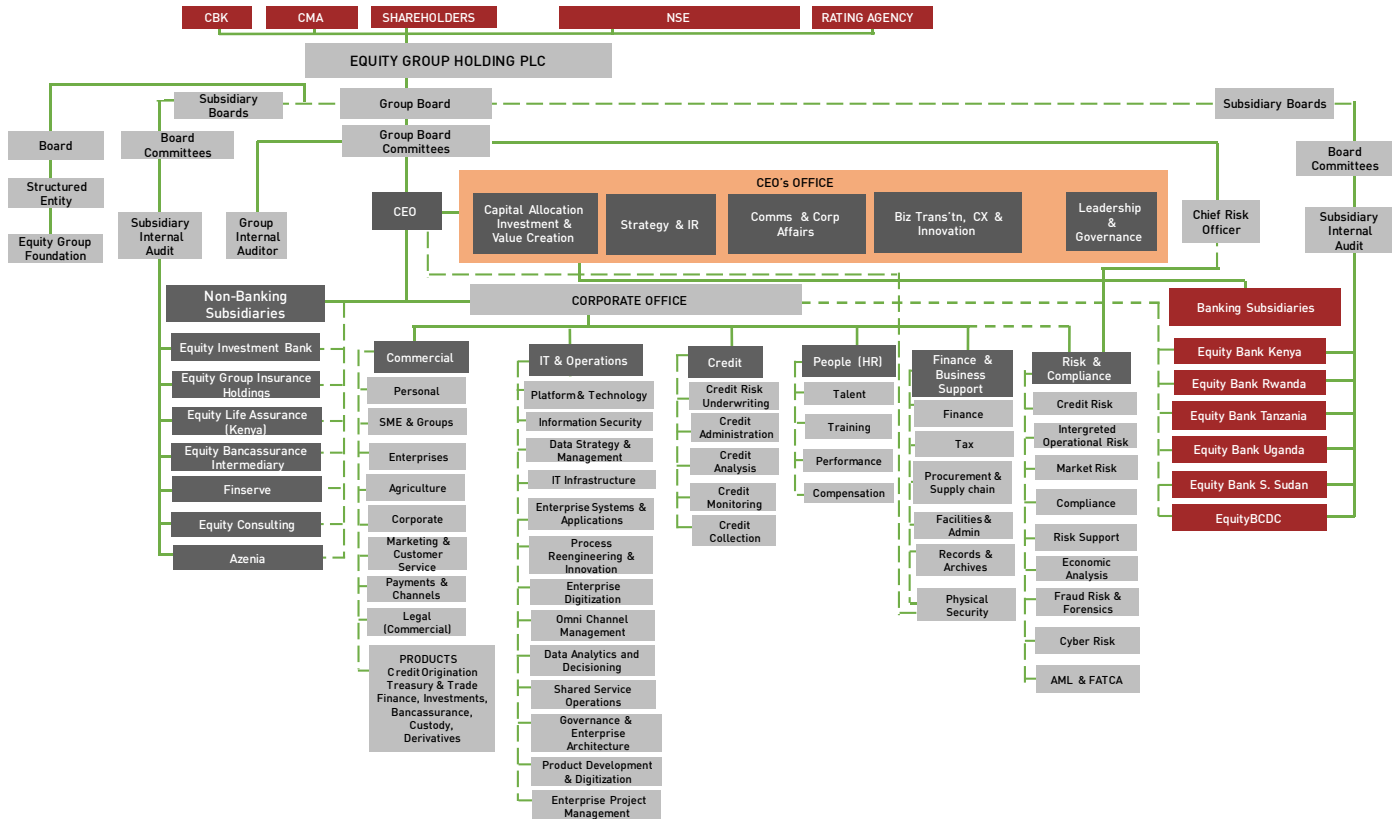 CBK
CMA
SHAREHOLDERS
NSE
RATING AGENCY
EQUITY GROUP HOLDING PLC
Subsidiary
Boards
Group Board
Subsidiary Boards
Board
Board
Committees
Group Board
Committees
Board
Committees
Structured
Entity
Equity Group
Foundation
Subsidiary
Internal
Audit
Group
Internal
Auditor
CEO
CEO's OFFICE
Capital Allocation
Investment &
Value Creation
Strategy & IR
Comms & Corp
Affairs
Biz Trans'tn, CX &
Innovation
Leadership
&
Governance
Chief Risk
Officer
Subsidiary
Internal
Audit
Non-Banking
Subsidiaries
CORPORATE OFFICE
Banking Subsidiaries
Equity Investment Bank
Equity Group Insurance
Holdings
Equity Life Assurance
(Kenya)
Equity Bancassurance
Intermediary
Finserve
Equity Consulting
Azenia
Commercial
Personal
SME & Groups
Enterprises
Agriculture
Corporate
Marketing &
Customer
Service
Payments &
Channels
Legal
(Commercial)
PRODUCTS
Credit Origination
Treasury & Trade
Finance, Investments,
Bancassurance,
Custody,
Derivatives
IT & Operations
Platform & Technology
Information Security
Data Strategy &
Management
IT Infrastructure
Enterprise Systems &
Applications
Process
Reengineering &
Innovation
Enterprise
Digitization
Omni Channel
Management
Data Analytics and
Decisioning
Shared Service
Operations
Governance &
Enterprise
Architecture
Product Development
& Digitization
Enterprise Project
Management
Credit
Credit Risk
Underwriting
Credit
Administration
Credit
Analysis
Credit
Monitoring
Credit
Collection
People (HR)
Talent
Training
Performance
Compensation
Finance &
Business
Support
Finance
Tax
Procurement &
Supply chain
Facilities &
Admin
Records &
Archives
Physical
Security
Risk &
Compliance
Credit Risk
Intergreted
Operational Risk
Market Risk
Compliance
Risk Support
Economic
Analysis
Fraud Risk &
Forensics
Cyber Risk
AML & FATCA
Equity Bank Kenya
Equity Bank Rwanda
Equity Bank Tanzania
Equity Bank Uganda
Equity Bank S. Sudan
EquityBCDC